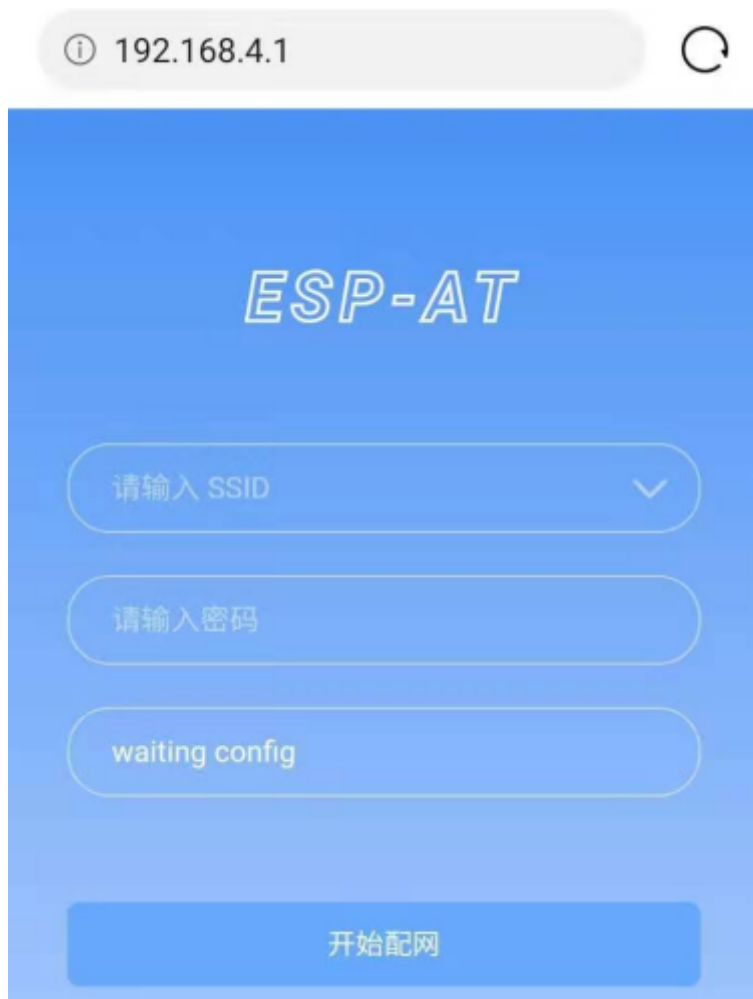 192.168.4.1
ESP-AT
请输入 SSID
请输入密码
waiting config
开始配网